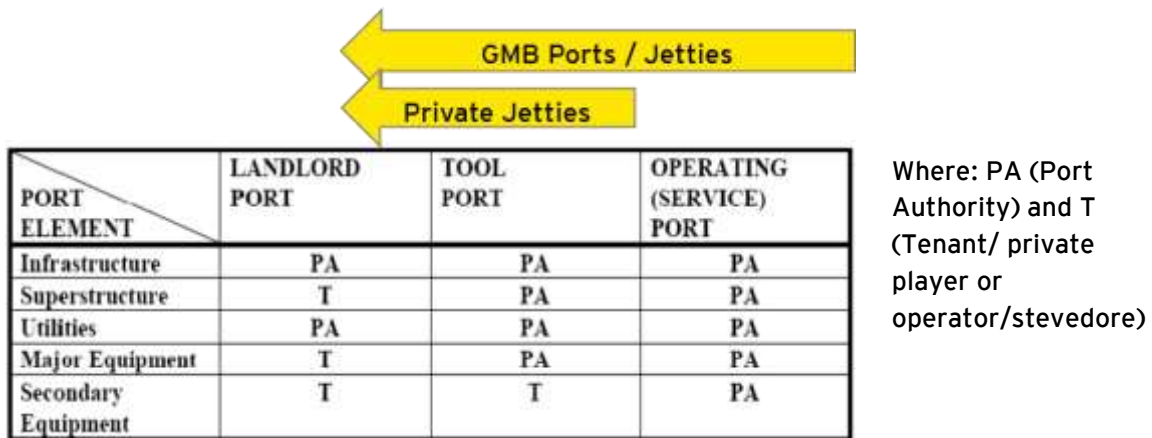 GMB Ports / Jetties
Private Jetties
PORT ELEMENT LANDLORD PORT TOOL PORT OPERATING (SERVICE) PORT
Infrastructure PA PA PA
Superstructure T PA PA
Utilities PA PA PA
Major Equipment T PA PA
Secondary Equipment T T PA
Where: PA (Port
Authority) and T
(Tenant/ private
player or
operator/stevedore)